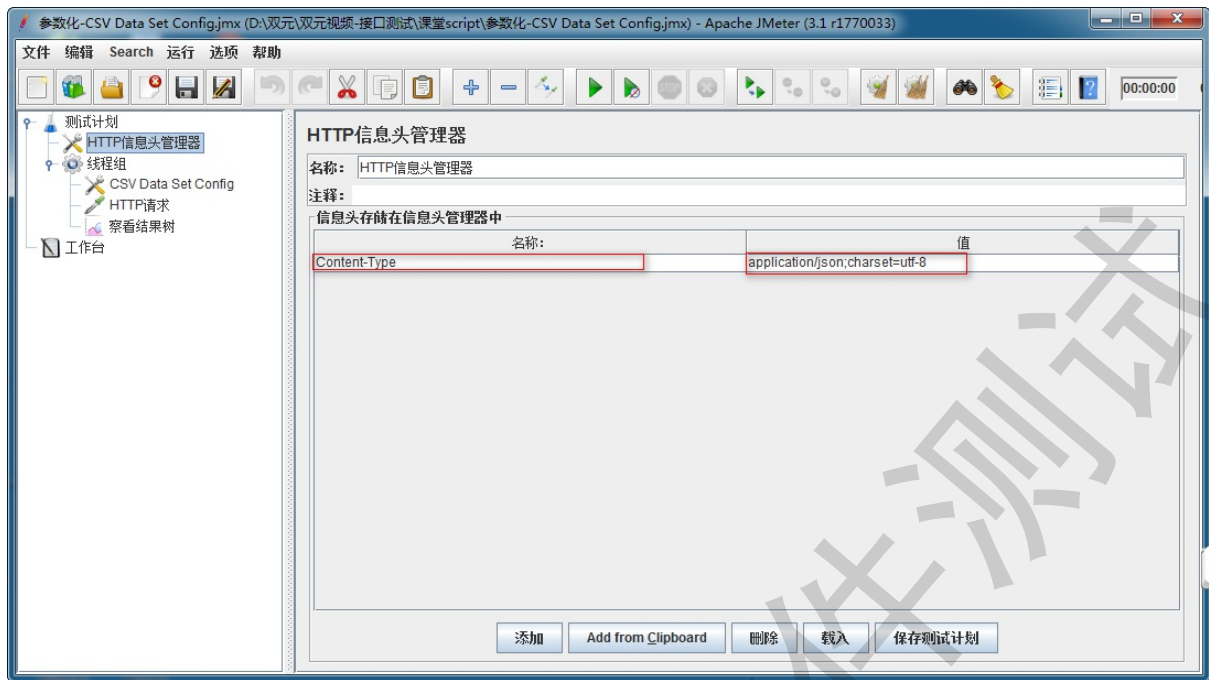 参数化-CSV Data Set Config.jmx (D:\双元\双元视频-接口测试\课堂script\参数化-CSV Data Set Config.jmx) - Apache JMeter (3.1 r1770033)
文件 编辑 Search 运行 选项 帮助
STOP
00:00:00
测试计划
HTTP信息头管理器
线程组
CSV Data Set Config
HTTP请求
察看结果树
工作台
HTTP信息头管理器
名称: HTTP信息头管理器
注释:
信息头存储在信息头管理器中
名称: 值
Content-Type application/json;charset=utf-8
添加 Add from Clipboard 删除 载入 保存测试计划
件测试